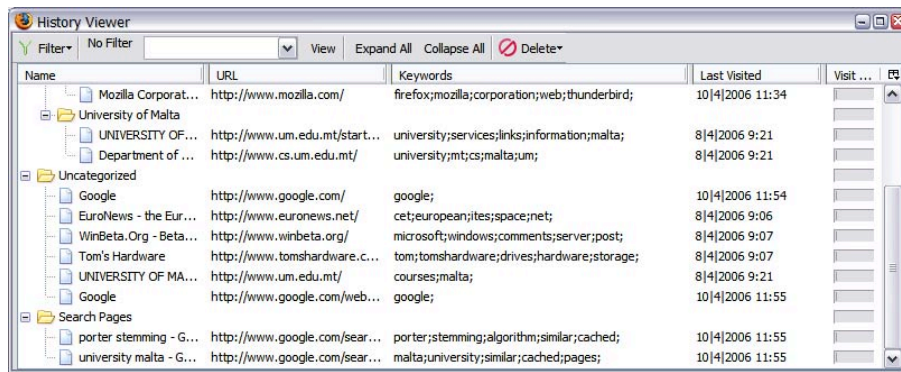 History Viewer
Filter No Filter View Expand All Collapse All Delete
Name URL Keywords Last Visited Visit ...
Mozilla Corporat... http://www.mozilla.com/ firefox;mozilla;corporation;web;thunderbird; 10|4|2006 11:34
University of Malta
UNIVERSITY OF... http://www.um.edu.mt/start... university;services;links;information;malta; 8|4|2006 9:21
Department of ... http://www.cs.um.edu.mt/ university;mt;cs;malta;um; 8|4|2006 9:21
Uncategorized
Google http://www.google.com/ google; 10|4|2006 11:54
EuroNews - the Eur... http://www.euronews.net/ cet;european;ites;space;net; 8|4|2006 9:06
WinBeta.Org - Beta... http://www.winbeta.org/ microsoft;windows;comments;server;post; 8|4|2006 9:07
Tom's Hardware http://www.tomshardware.c... tom;tomshardware;drives;hardware;storage; 8|4|2006 9:07
UNIVERSITY OF MA... http://www.um.edu.mt/ courses;malta; 8|4|2006 9:21
Google http://www.google.com/web... google; 10|4|2006 11:55
Search Pages
porter stemming - G... http://www.google.com/sear... porter;stemming;algorithm;similar;cached; 10|4|2006 11:55
university malta - G... http://www.google.com/sear... malta;university;similar;cached;pages; 10|4|2006 11:55